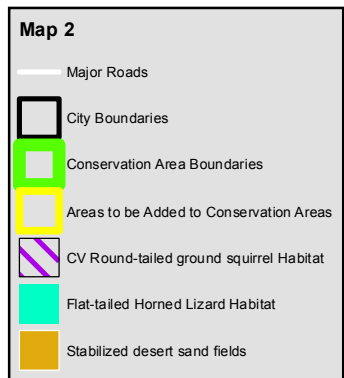 Map 2
Major Roads
City Boundaries
Conservation Area Boundaries
Areas to be Added to Conservation Areas
CV Round-tailed ground squirrel Habitat
Flat-tailed Horned Lizard Habitat
Stabilized desert sand fields